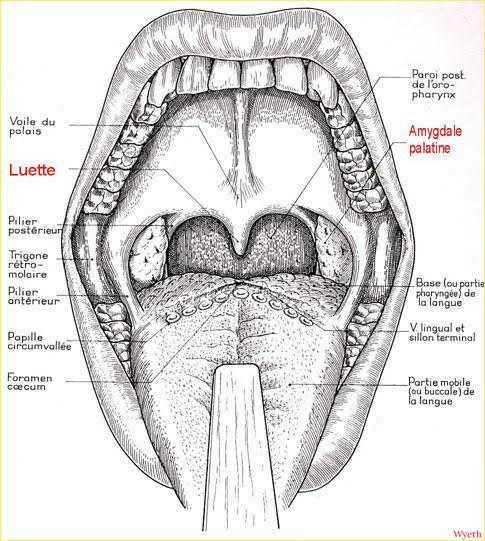 Voile du
palais
Luette
Pilier
postérieur
Trigone
rétro-
molaire
Pilier
antérieur
Papille
circumvallée
Foramen
cæcum
Paroi post.
de l'oro-
pharynx
Amygdale
palatine
Base (ou partie
pharyngée) de
la langue
V lingual et
sillon terminal
Partie mobile
(ou buccale) de
la langue
Wyeth